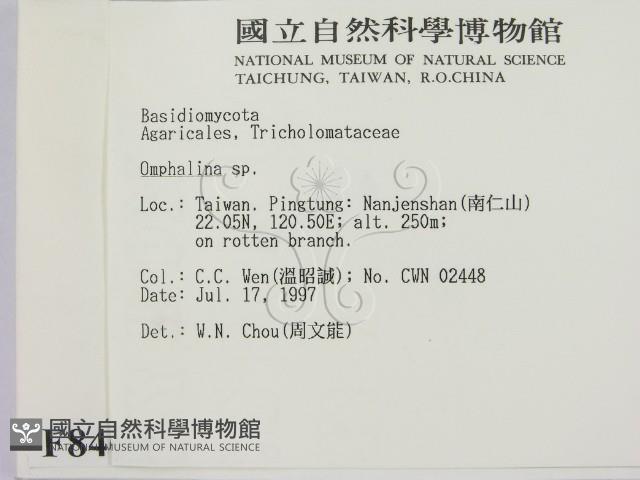 國立自然科學博物館
NATIONAL MUSEUM OF NATURAL SCIENCE
TAICHUNG, TAIWAN, R.O.CHINA
Basidiomycota
Agaricales, Tricholomataceae
Omphalina sp.
Loc.: Taiwan. Pingtung: Nanjenshan(南仁山)
22.05N, 120.50E; alt. 250m;
on rotten branch.
Col.: C.C. Wen(溫昭誠); No. CWN 02448
Date: Jul. 17, 1997
Det.: W.N. Chou(周文能)
國立自然科學博物館
NATIONAL MUSEUM OF NATURAL SCIENCE
F84